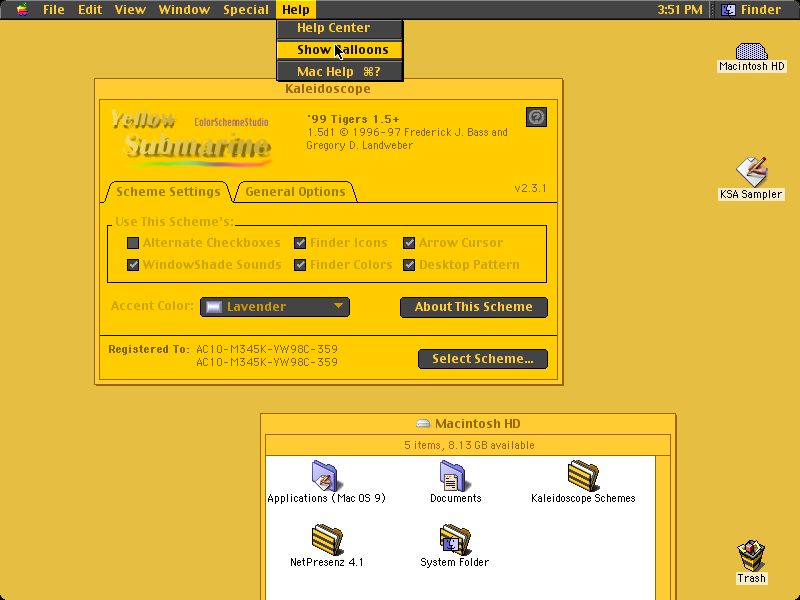 File Edit View Window Special Help 3:51 PM Finder
Help Center
Show Balloons
Mac Help ⌘?
Macintosh HD
KSA Sampler
Trash
Kaleidoscope
Yellow Submarine
ColorSchemeStudio
'99 Tigers 1.5+
1.5d1 © 1996-97 Frederick J. Bass and
Gregory D. Landweber
?
Scheme Settings General Options v2.3.1
Use This Scheme's:
Alternate Checkboxes Finder Icons Arrow Cursor
WindowShade Sounds Finder Colors Desktop Pattern
Accent Color: Lavender About This Scheme
Registered To: AC10-M345K-VW98C-359
AC10-M345K-VW98C-359
Select Scheme...
Macintosh HD
5 items, 8.13 GB available
Applications (Mac OS 9) Documents Kaleidoscope Schemes
NetPresenz 4.1 System Folder